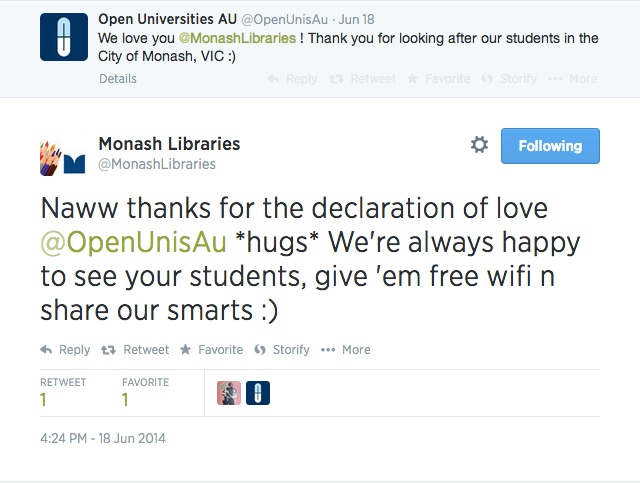 Open Universities AU @OpenUnisAu · Jun 18
We love you @MonashLibraries ! Thank you for looking after our students in the
City of Monash, VIC :)
Details Reply Retweet Favorite Storify More
Monash Libraries
@MonashLibraries
Following
Naww thanks for the declaration of love
@OpenUnisAu *hugs* We're always happy
to see your students, give 'em free wifi n
share our smarts :)
Reply Retweet Favorite Storify More
RETWEET FAVORITE
1 1
4:24 PM - 18 Jun 2014